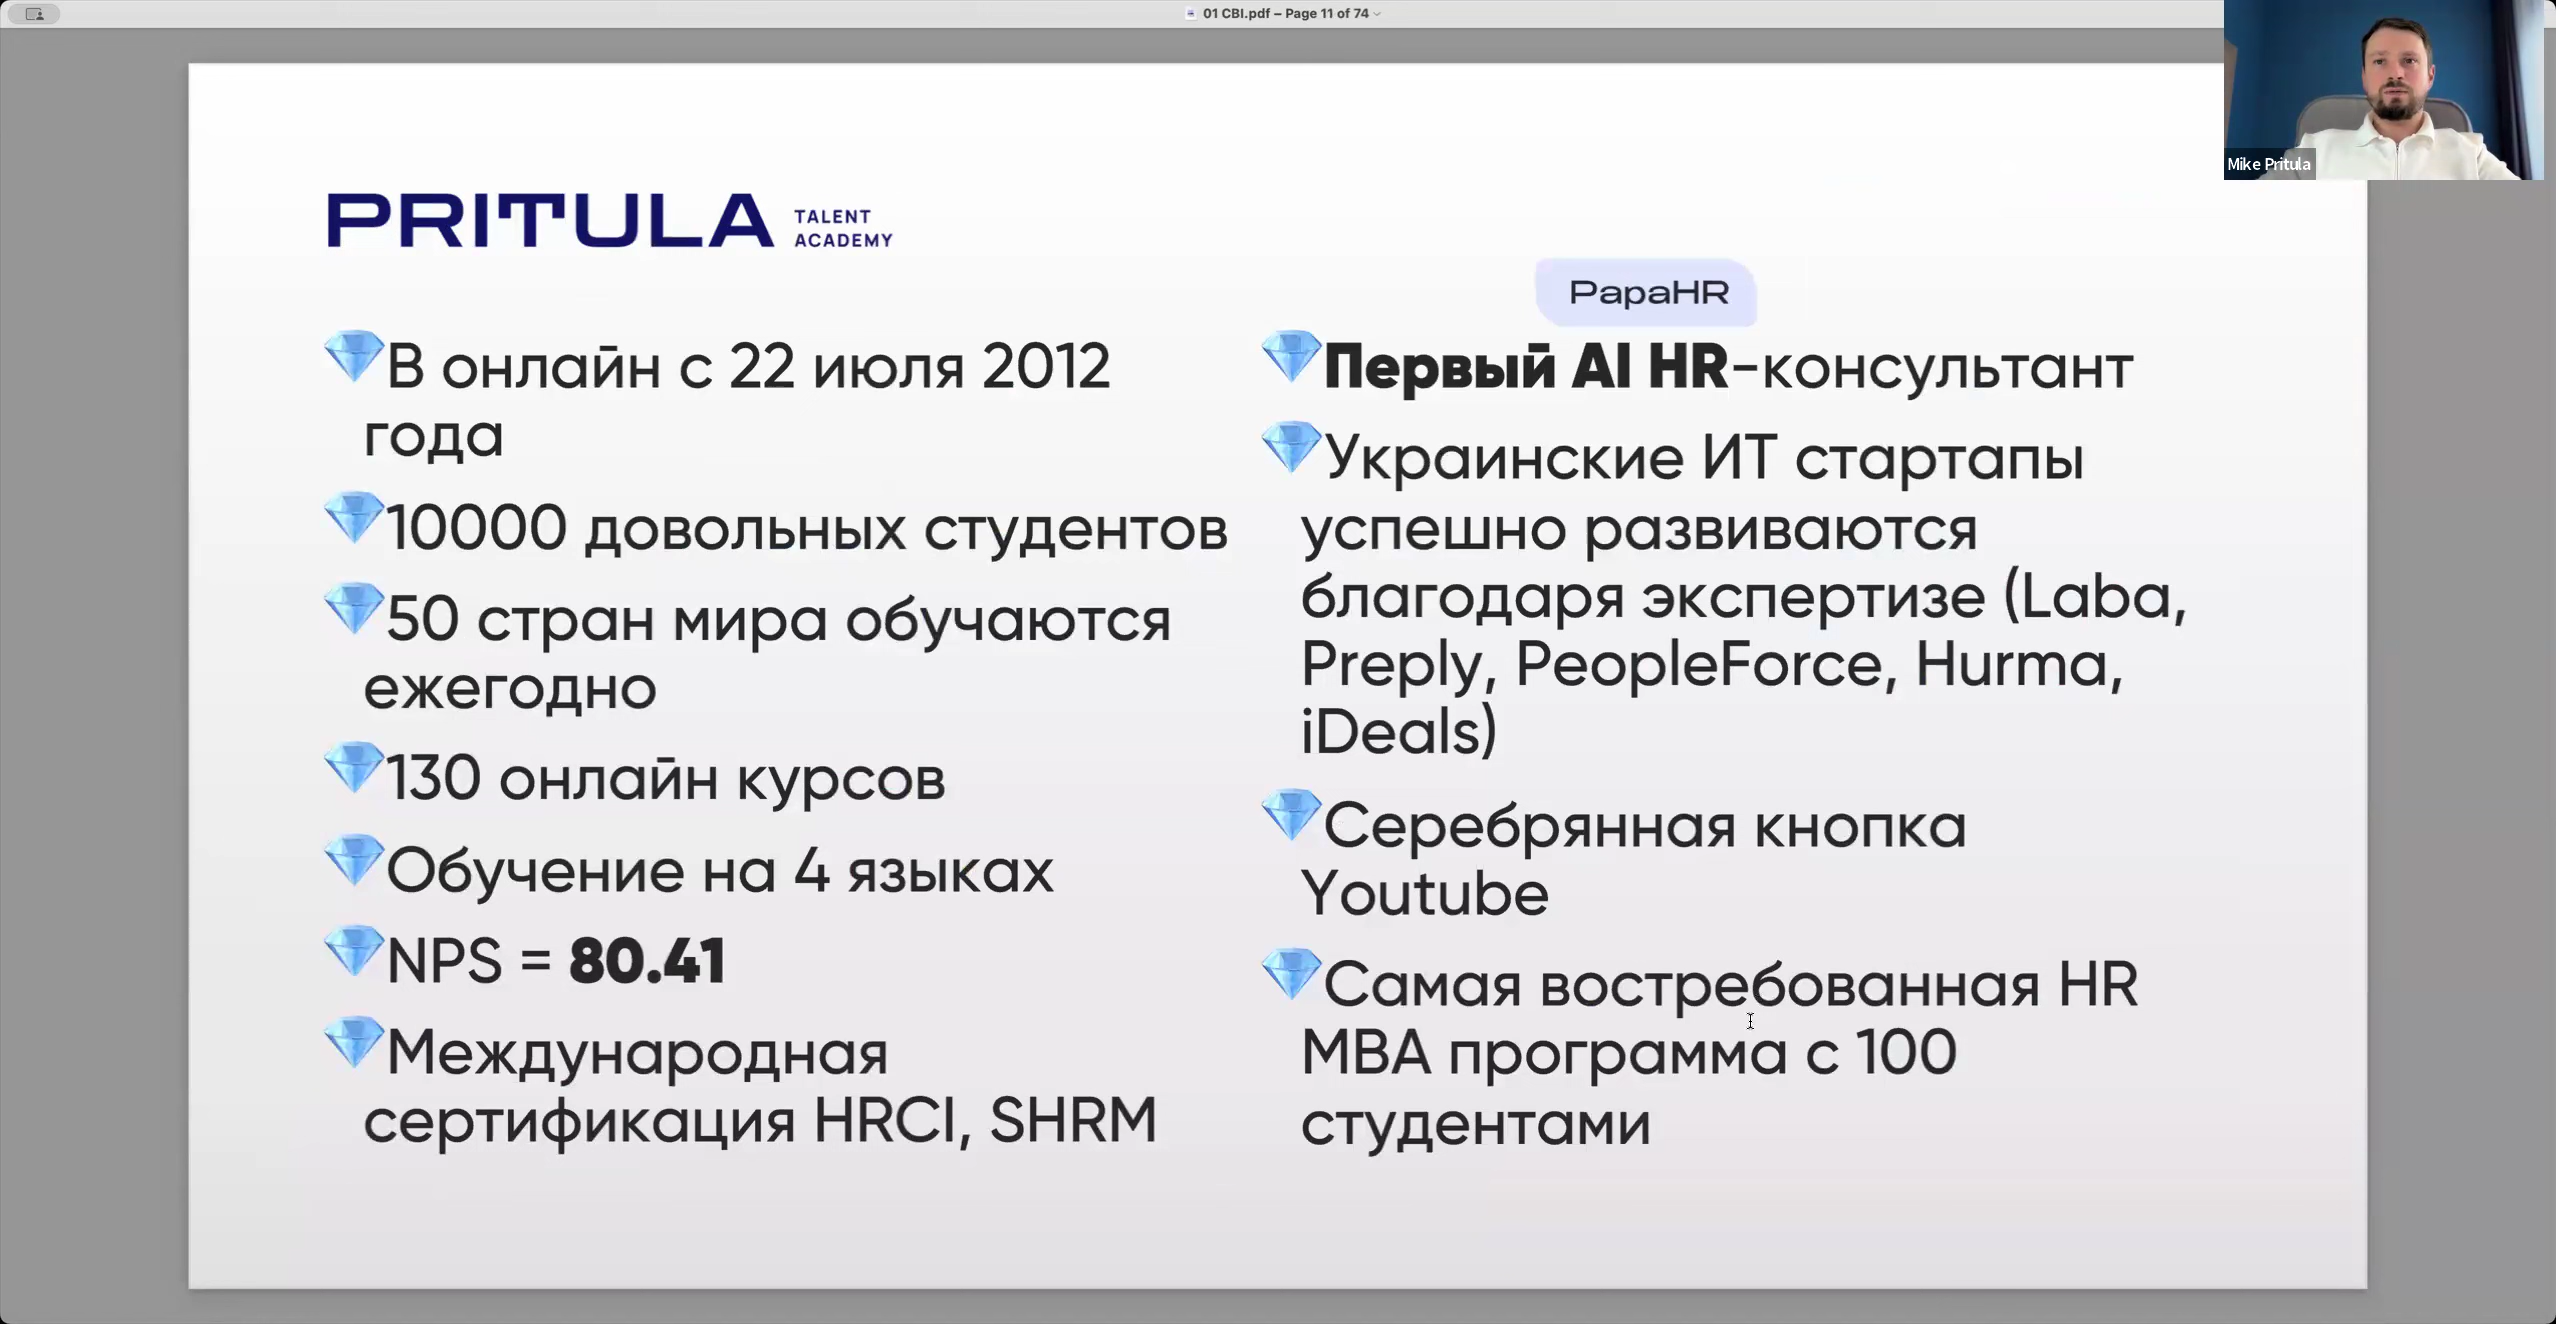 01 CBI.pdf – Page 11 of 74
Mike Pritula
PRITULA TALENT
ACADEMY
В онлайн с 22 июля 2012
года
10000 довольных студентов
50 стран мира обучаются
ежегодно
130 онлайн курсов
Обучение на 4 языках
NPS = 80.41
Международная
сертификация HRCI, SHRM
PapaHR
Первый AI HR-консультант
Украинские ИТ стартапы
успешно развиваются
благодаря экспертизе (Laba,
Preply, PeopleForce, Hurma,
iDeals)
Серебрянная кнопка
Youtube
Самая востребованная HR
MBA программа с 100
студентами